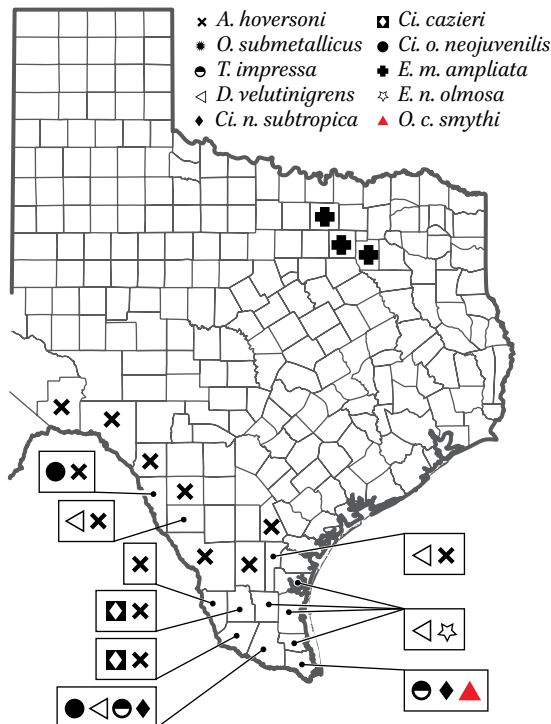 A. hoversoni
O. submetallicus
T. impressa
D. velutinigrens
Ci. n. subtropica
Ci. cazieri
Ci. o. neojuvenilis
E. m. ampliata
E. n. olmosa
O. c. smythi